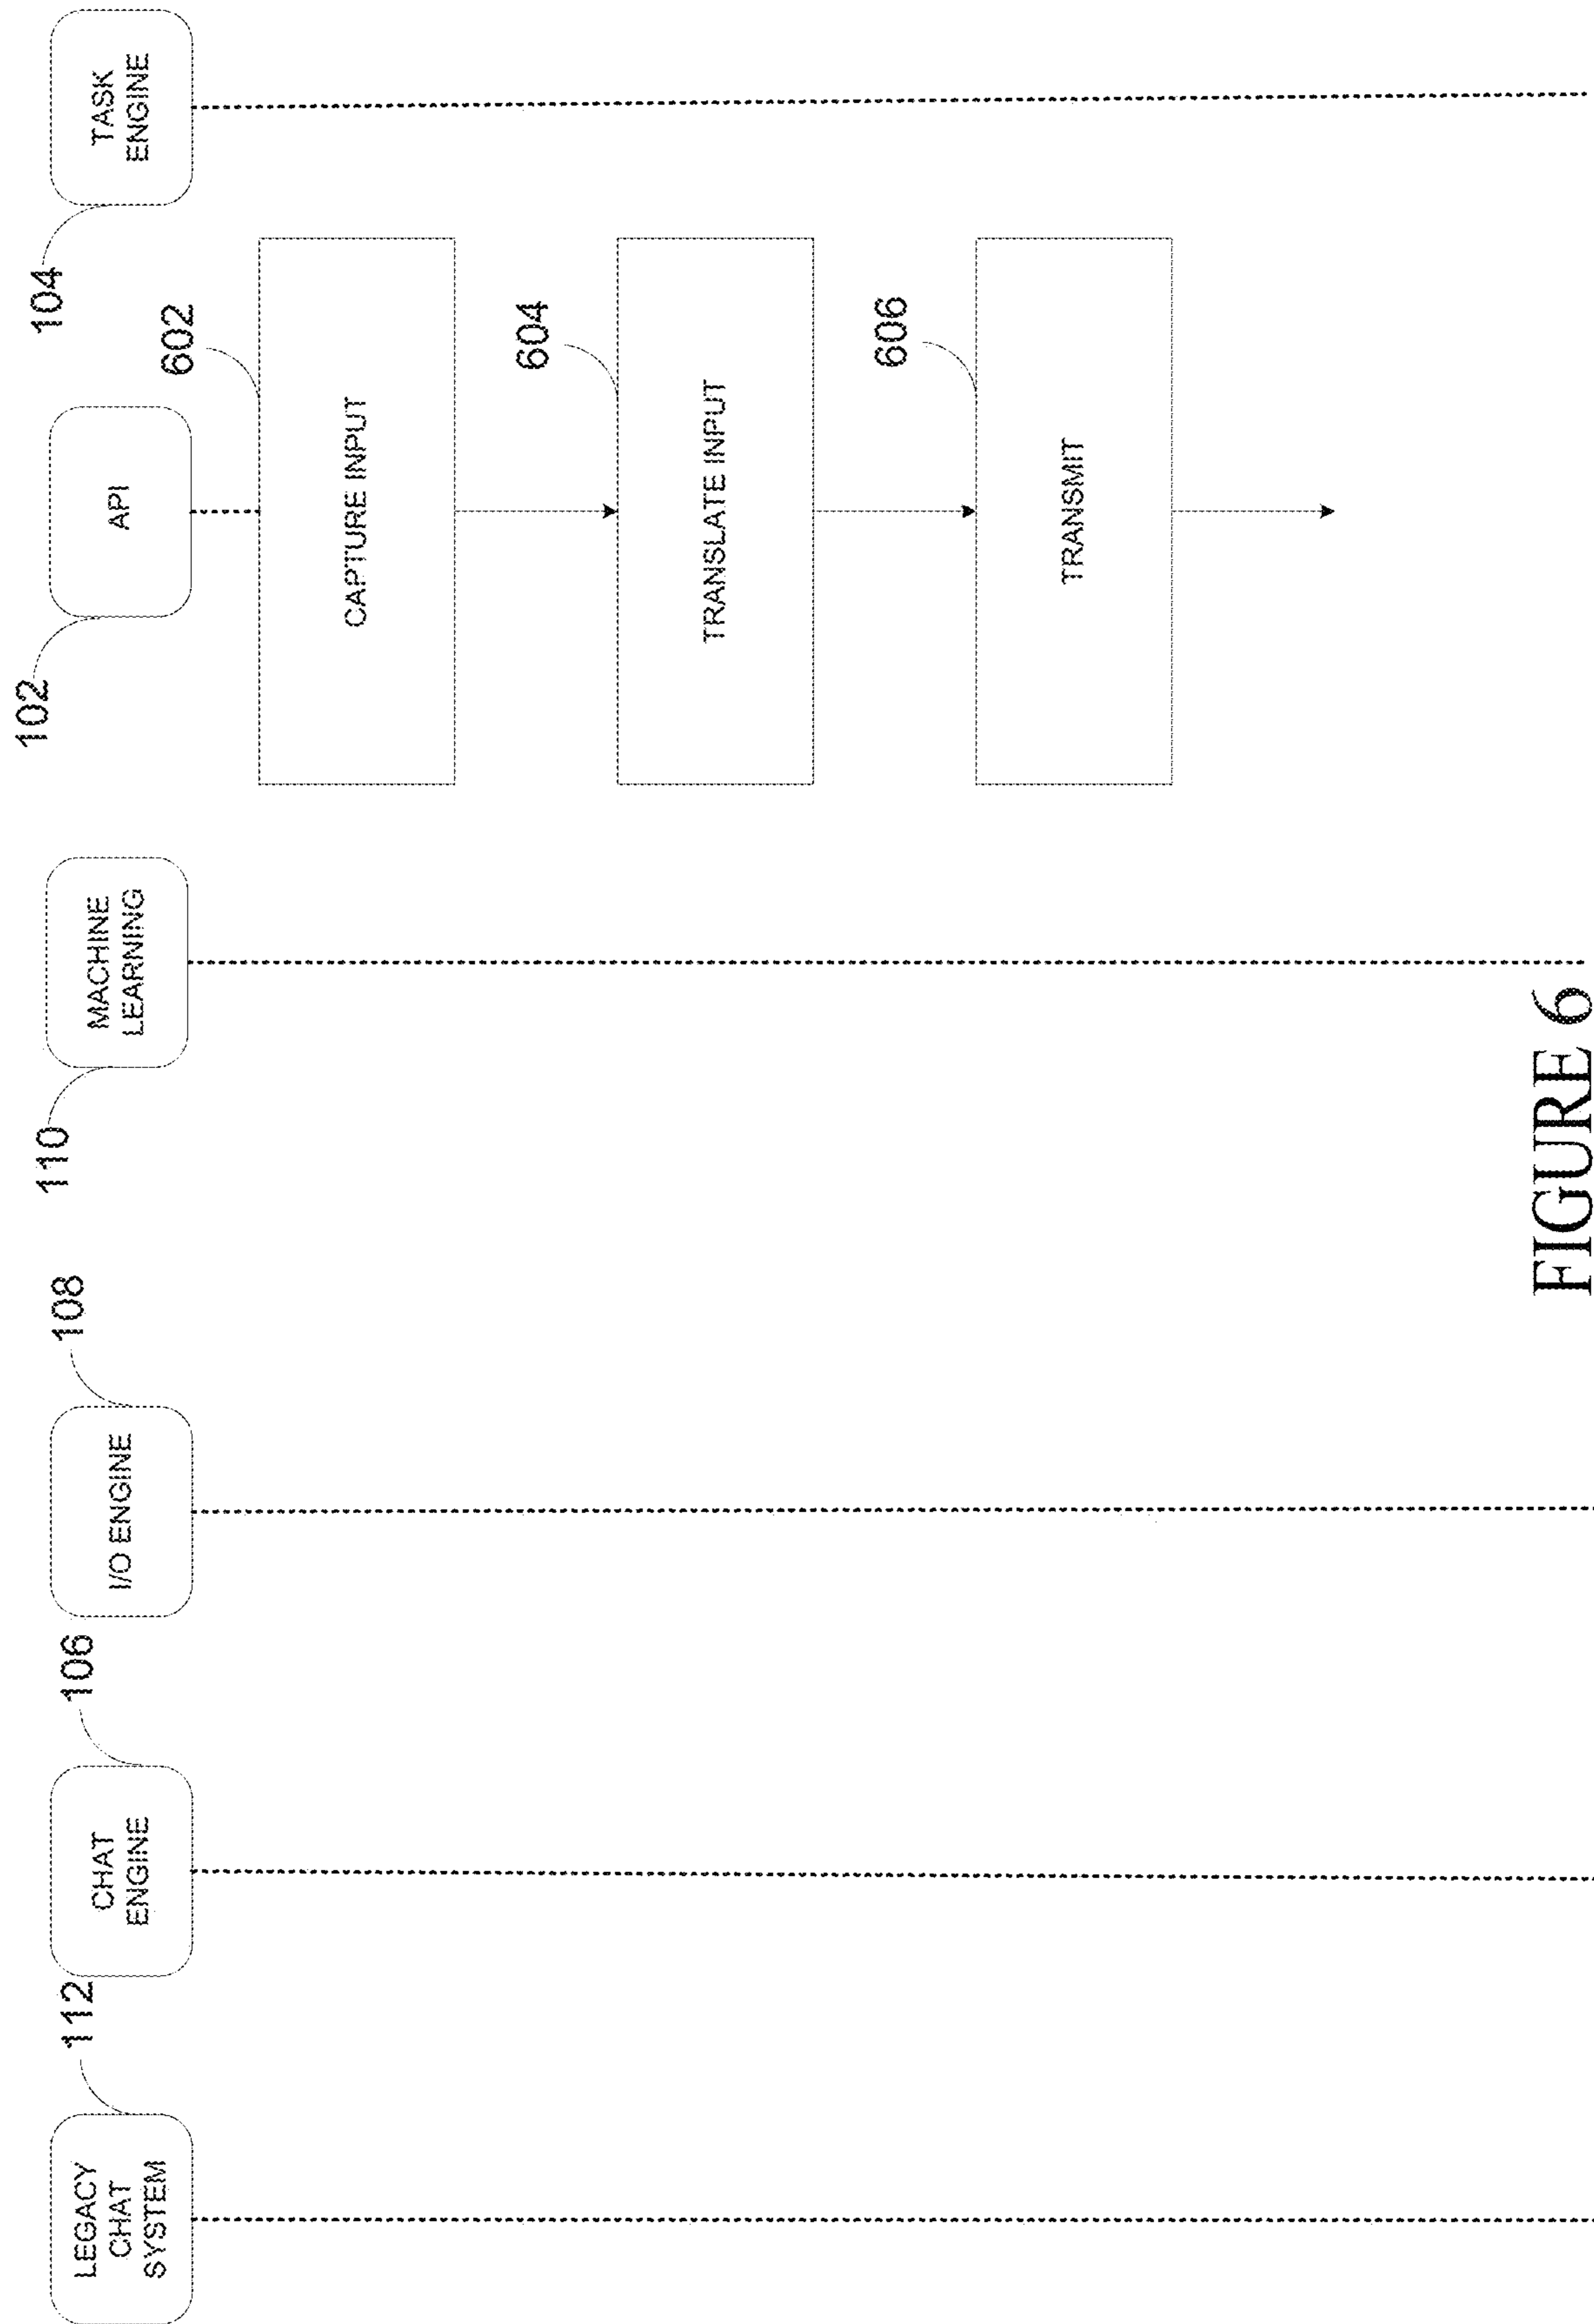 112
106
108
110
102
104
LEGACY
CHAT
SYSTEM
CHAT
ENGINE
I/O ENGINE
MACHINE
LEARNING
API
TASK
ENGINE
602
CAPTURE INPUT
604
TRANSLATE INPUT
606
TRANSMIT
FIGURE 6